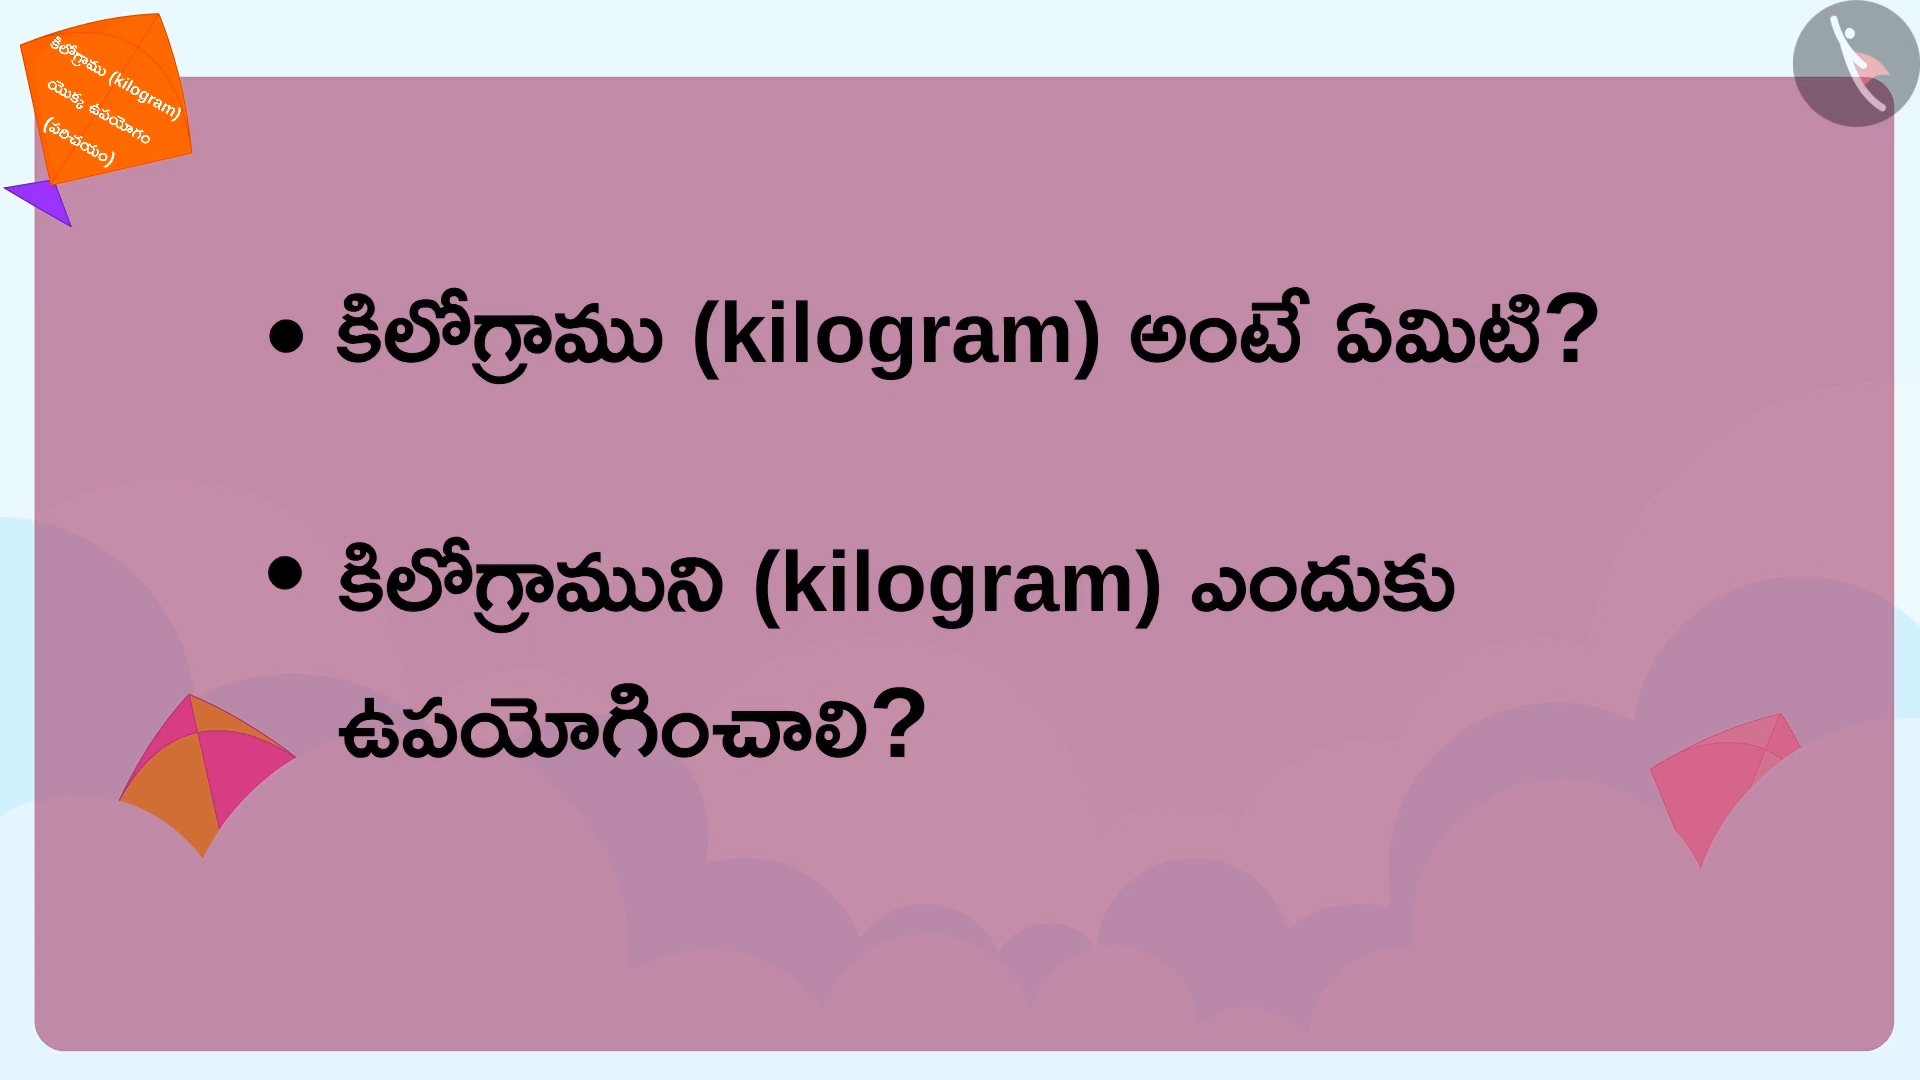 కిలోగ్రాము (kilogram)
యొక్క ఉపయోగం
(పరిచయం)
• కిలోగ్రాము (kilogram) అంటే ఏమిటి?
• కిలోగ్రాముని (kilogram) ఎందుకు
ఉపయోగించాలి?